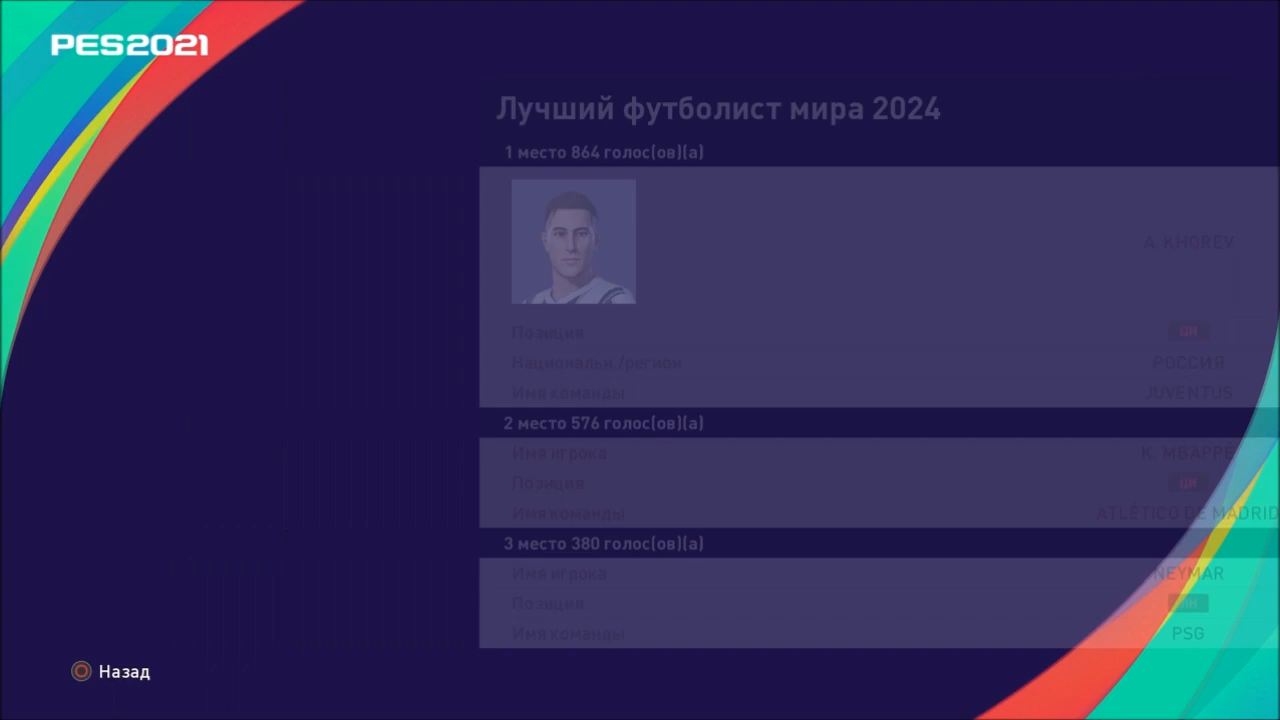 PES2021
Лучший футболист мира 2024
1 место 864 голос(ов)(а)
A. KHOREV
Позиция ЦН
Национальн./регион РОССИЯ
Имя команды JUVENTUS
2 место 576 голос(ов)(а)
Имя игрока K. MBAPPÉ
Позиция ЦН
Имя команды ATLÉTICO DE MADRID
3 место 380 голос(ов)(а)
Имя игрока NEYMAR
Позиция
Имя команды PSG
Назад